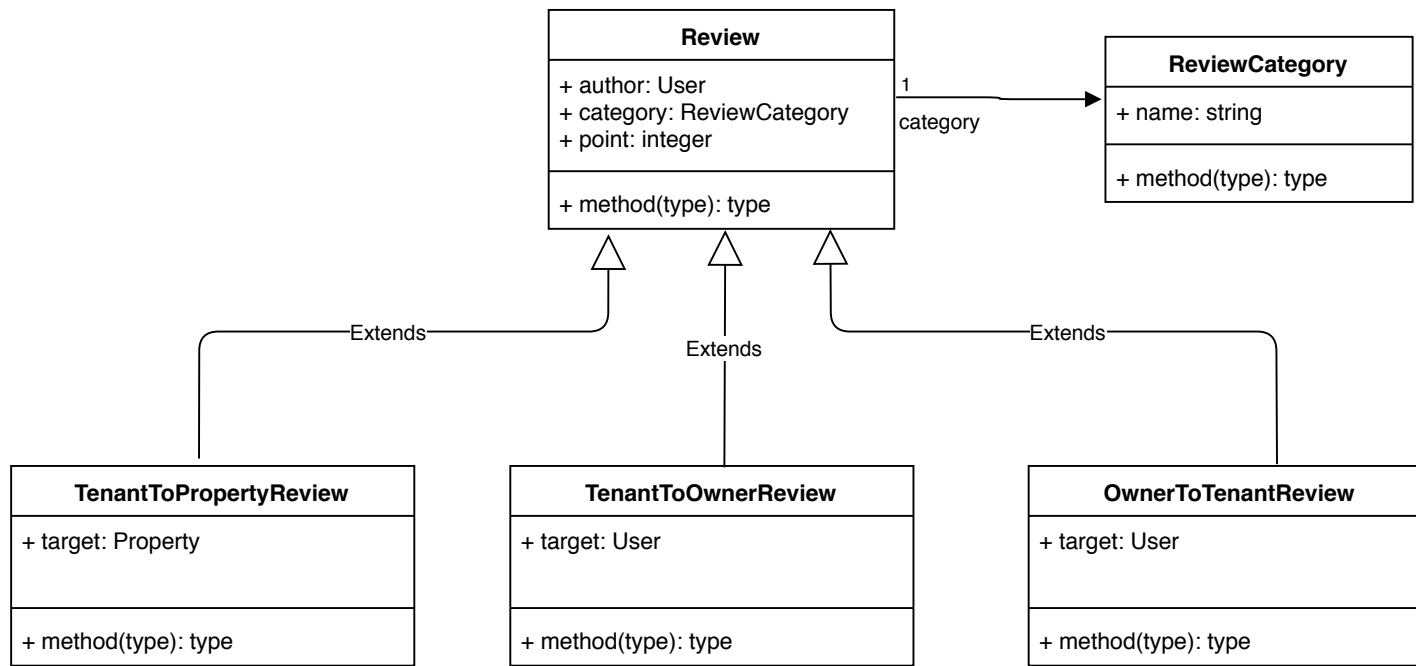 Review
+ author: User
+ category: ReviewCategory
+ point: integer
+ method(type): type
1
category
ReviewCategory
+ name: string
+ method(type): type
Extends
Extends
Extends
TenantToPropertyReview
+ target: Property
+ method(type): type
TenantToOwnerReview
+ target: User
+ method(type): type
OwnerToTenantReview
+ target: User
+ method(type): type